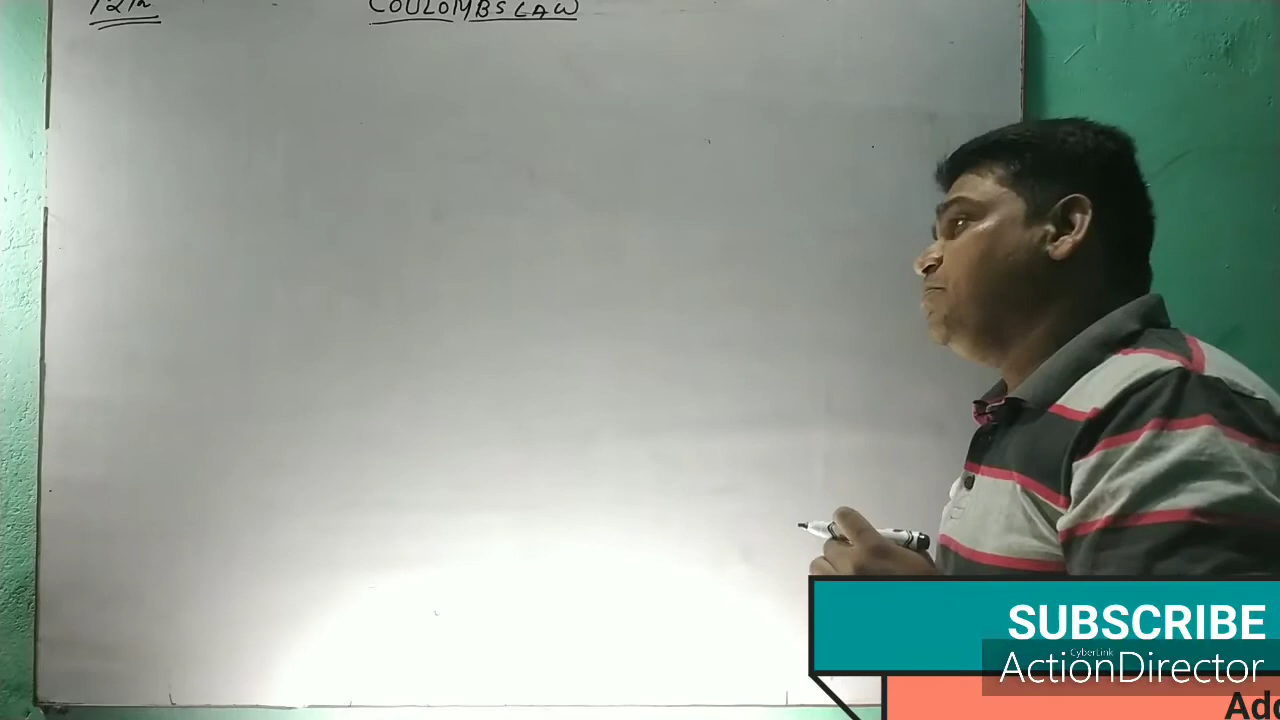 12th
COULOMBS LAW
SUBSCRIBE
CyberLink
ActionDirector